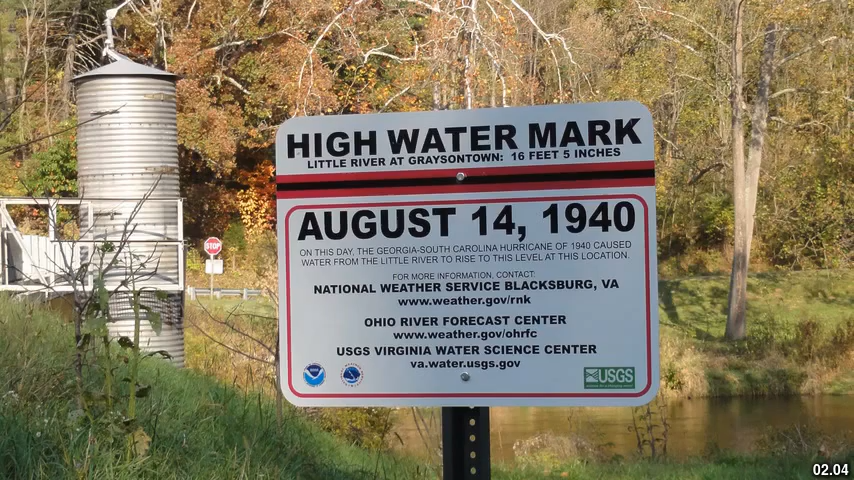 HIGH WATER MARK
LITTLE RIVER AT GRAYSONTOWN: 16 FEET 5 INCHES
AUGUST 14, 1940
ON THIS DAY, THE GEORGIA-SOUTH CAROLINA HURRICANE OF 1940 CAUSED
WATER FROM THE LITTLE RIVER TO RISE TO THIS LEVEL AT THIS LOCATION.
FOR MORE INFORMATION, CONTACT:
NATIONAL WEATHER SERVICE BLACKSBURG, VA
www.weather.gov/rnk
OHIO RIVER FORECAST CENTER
www.weather.gov/ohrfc
USGS VIRGINIA WATER SCIENCE CENTER
va.water.usgs.gov
USGS
STOP
02.04